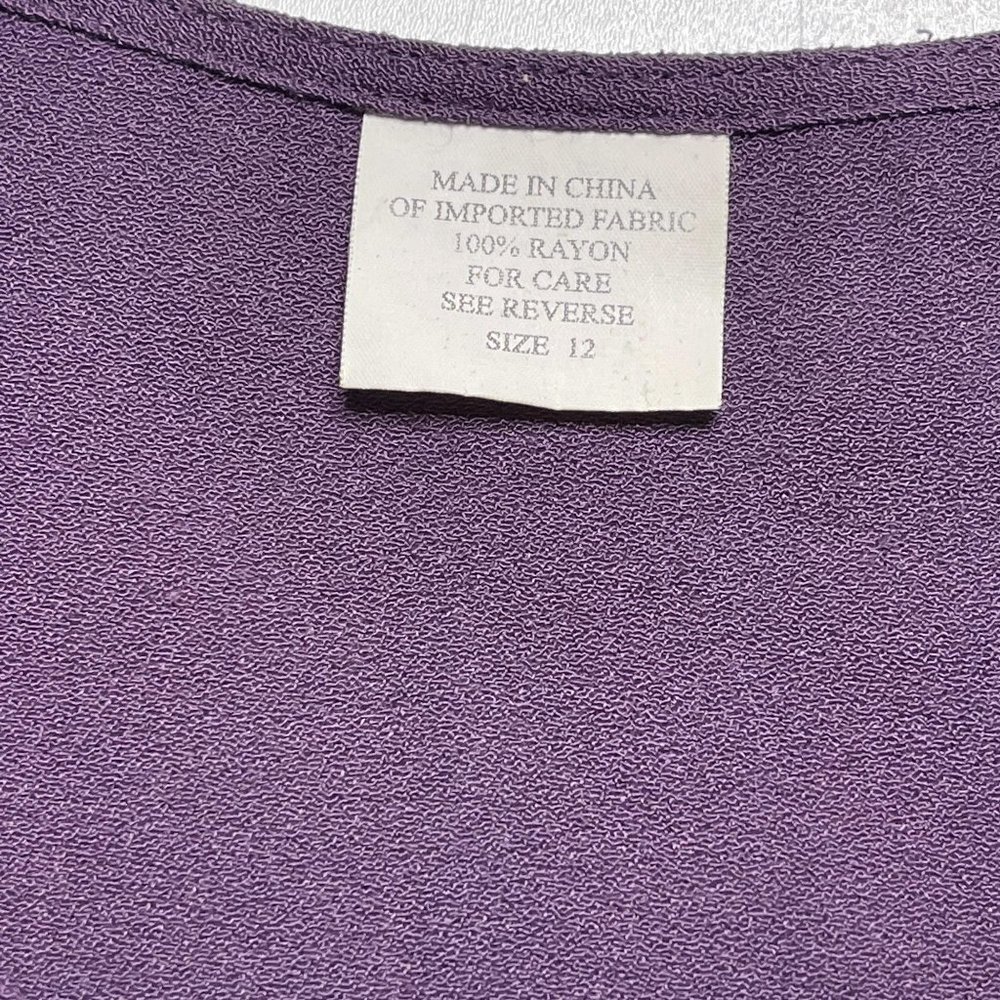 MADE IN CHINA
OF IMPORTED FABRIC
100% RAYON
FOR CARE
SEE REVERSE
SIZE 12